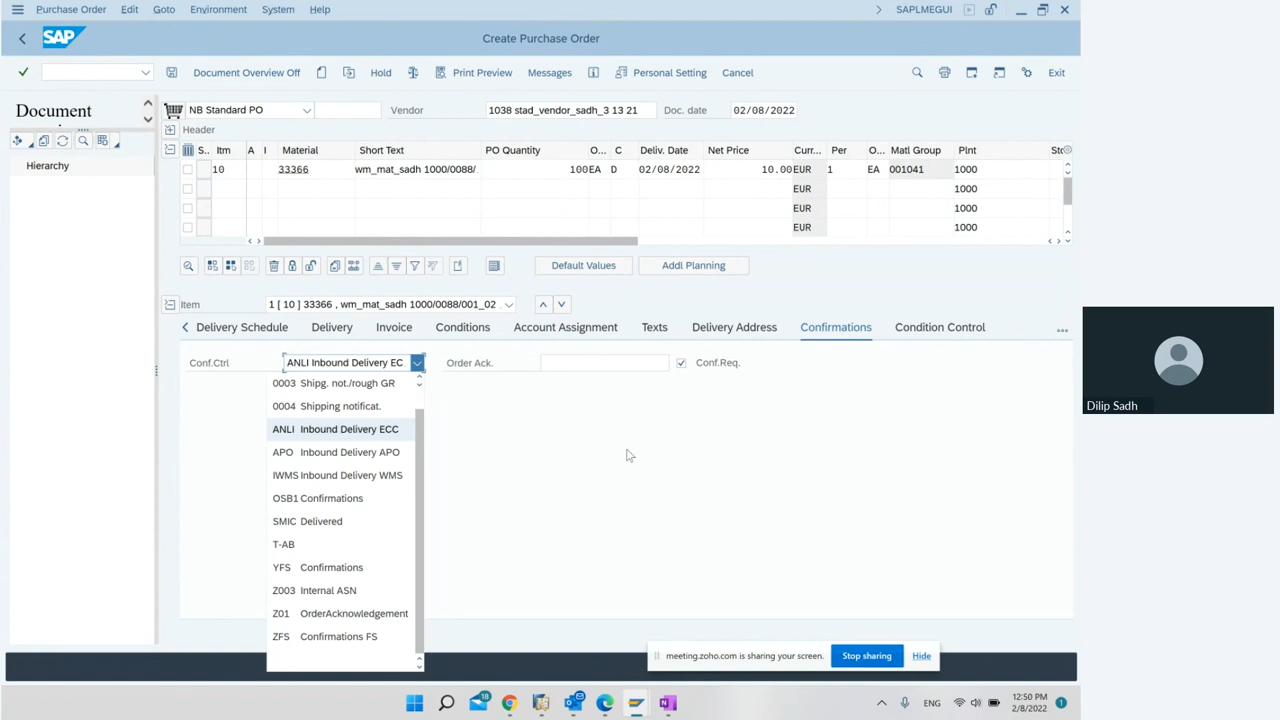 Purchase Order Edit Goto Environment System Help SAPLMEGUI
SAP Create Purchase Order
Document Overview Off Hold Print Preview Messages Personal Setting Cancel Exit
Document
Hierarchy
NB Standard PO Vendor 1038 stad_vendor_sadh_3 13 21 Doc. date 02/08/2022
Header
S.. Itm A I Material Short Text PO Quantity O... C Deliv. Date Net Price Curr... Per O... Matl Group Plnt Sto
10 33366 wm_mat_sadh 1000/0088/. 100 EA D 02/08/2022 10.00 EUR 1 EA 001041 1000
EUR 1000
EUR 1000
EUR 1000
Default Values Addl Planning
Item 1 [ 10 ] 33366 , wm_mat_sadh 1000/0088/001_02
Delivery Schedule Delivery Invoice Conditions Account Assignment Texts Delivery Address Confirmations Condition Control ...
Conf.Ctrl ANLI Inbound Delivery EC Order Ack. Conf.Req.
0003 Shipg. not./rough GR
0004 Shipping notificat.
ANLI Inbound Delivery ECC
APO Inbound Delivery APO
IWMS Inbound Delivery WMS
OSB1 Confirmations
SMIC Delivered
T-AB
YFS Confirmations
Z003 Internal ASN
Z01 OrderAcknowledgement
ZFS Confirmations FS
Dilip Sadh
meeting.zoho.com is sharing your screen. Stop sharing Hide
18 ENG 12:50 PM
2/8/2022 1